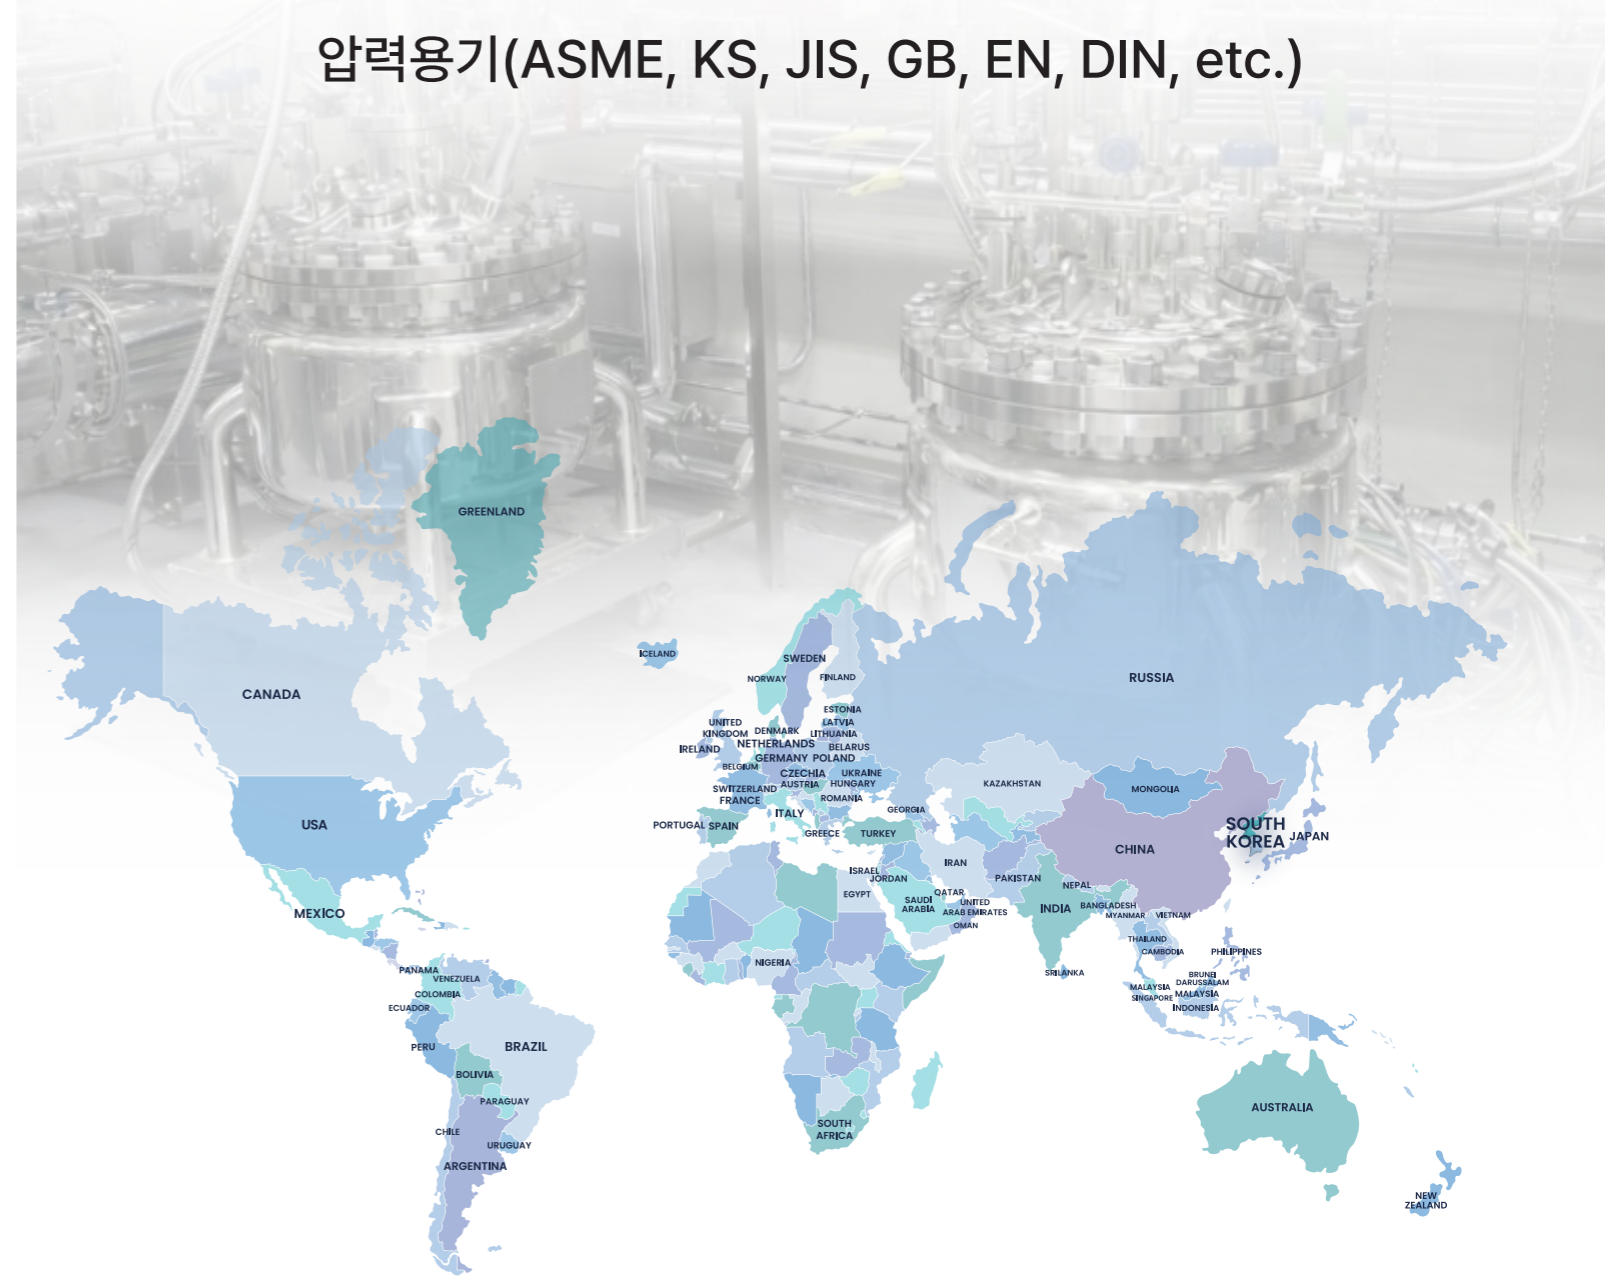 압력용기(ASME, KS, JIS, GB, EN, DIN, etc.)
GREENLAND
ICELAND
SWEDEN
NORWAY
FINLAND
RUSSIA
CANADA
ESTONIA
UNITED
KINGDOM
LATVIA
DENMARK
LITHUANIA
IRELAND
NETHERLANDS
BELARUS
GERMANY
POLAND
BELGIUM
CZECHIA
UKRAINE
AUSTRIA
HUNGARY
SWITZERLAND
FRANCE
ROMANIA
KAZAKHSTAN
MONGOLIA
GEORGIA
ITALY
USA
PORTUGAL
SPAIN
GREECE
TURKEY
SOUTH
KOREA
JAPAN
CHINA
IRAN
ISRAEL
JORDAN
PAKISTAN
NEPAL
EGYPT
QATAR
SAUDI
ARABIA
UNITED
ARAB EMIRATES
OMAN
INDIA
BANGLADESH
MYANMAR
VIETNAM
MEXICO
THAILAND
CAMBODIA
PHILIPPINES
NIGERIA
PANAMA
VENEZUELA
SRILANKA
BRUNEI
DARUSSALAM
MALAYSIA
MALAYSIA
SINGAPORE
INDONESIA
COLOMBIA
ECUADOR
PERU
BRAZIL
BOLIVIA
PARAGUAY
CHILE
URUGUAY
ARGENTINA
SOUTH
AFRICA
AUSTRALIA
NEW
ZEALAND